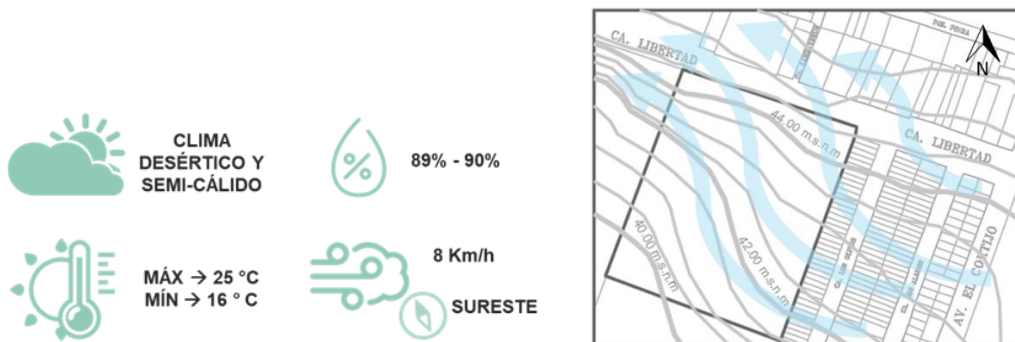 CLIMA
DESÉRTICO Y
SEMI-CÁLIDO
89% - 90%
MÁX → 25 °C
MÍN → 16 ° C
8 Km/h
SURESTE
CA. LIBERTAD
N
44.00 m.s.n.m
CA. LIBERTAD
40.00 m.s.n.m
42.00 m.s.n.m
AV. EL CORTIJO